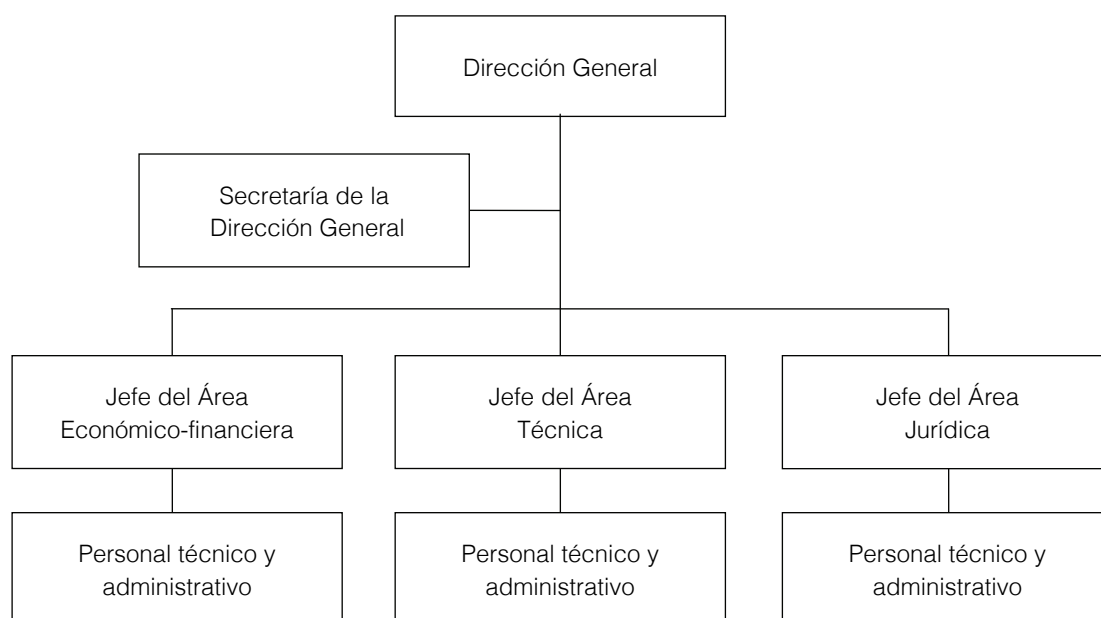 Dirección General
Secretaría de la
Dirección General
Jefe del Área
Económico-financiera
Jefe del Área
Técnica
Jefe del Área
Jurídica
Personal técnico y
administrativo
Personal técnico y
administrativo
Personal técnico y
administrativo